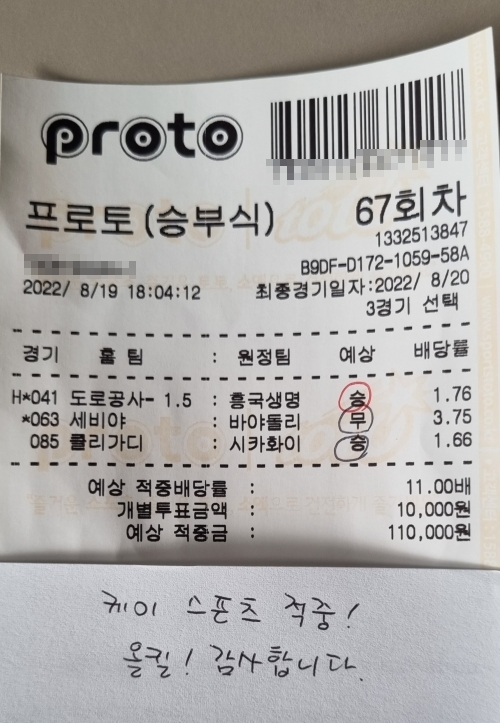 proto
프로토(승부식) 67회차
1332513847
B9DF-D172-1059-58A
2022/ 8/19 18:04:12 최종경기일자:2022/ 8/20
3경기 선택
경기 홈 팀 : 원정팀 예상 배당률
H*041 도로공사- 1.5 : 흥국생명 승 1.76
*063 세비야 : 바야돌리 무 3.75
085 콜리가디 : 시카화이 승 1.66
예상 적중배당률 : 11.00배
개별투표금액 : 10,000원
예상 적중금 : 110,000원
케이 스포츠 적중!
올킬! 감사합니다.